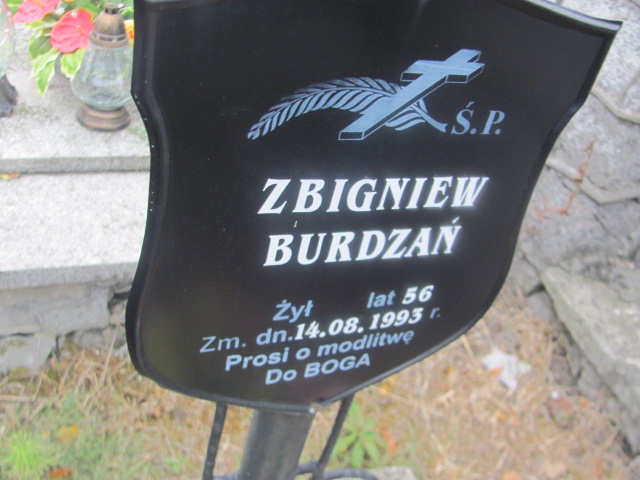 Ś.P.
ZBIGNIEW
BURDZAŃ
Żył lat 56
Zm. dn. 14.08.1993 r.
Prosi o modlitwę
Do BOGA